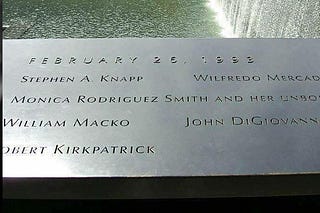 FEBRUARY 26, 1993
STEPHEN A. KNAPP WILFREDO MERCAD
MONICA RODRIGUEZ SMITH AND HER UNBO
WILLIAM MACKO JOHN DIGIOVANN
OBERT KIRKPATRICK